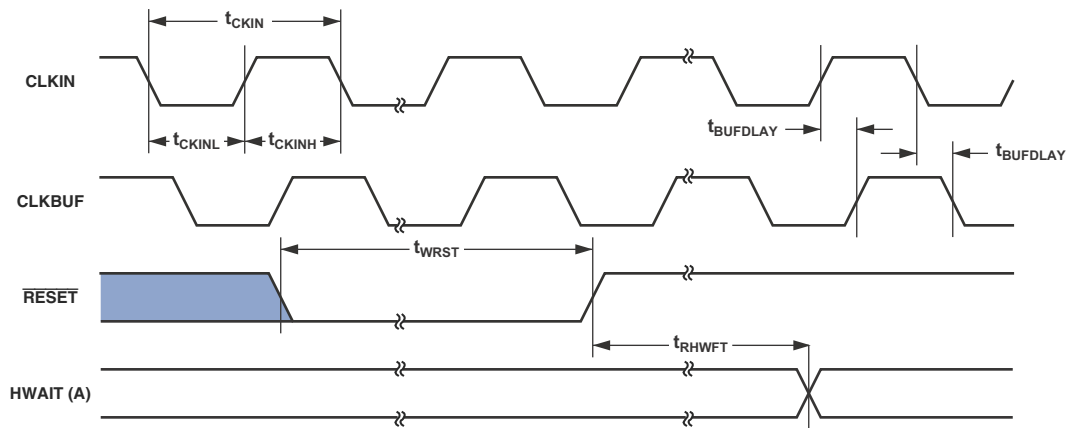 tCKIN
CLKIN
tCKINL
tCKINH
tBUFDLAY
tBUFDLAY
CLKBUF
tWRST
RESET
tRHWFT
HWAIT (A)